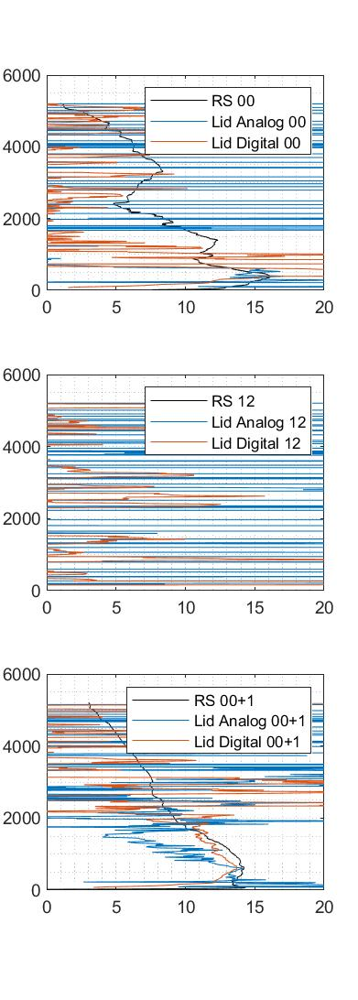 6000
RS 00
Lid Analog 00
Lid Digital 00
4000
2000
0
0 5 10 15 20
6000
RS 12
Lid Analog 12
Lid Digital 12
4000
2000
0
0 5 10 15 20
6000
RS 00+1
Lid Analog 00+1
Lid Digital 00+1
4000
2000
0
0 5 10 15 20